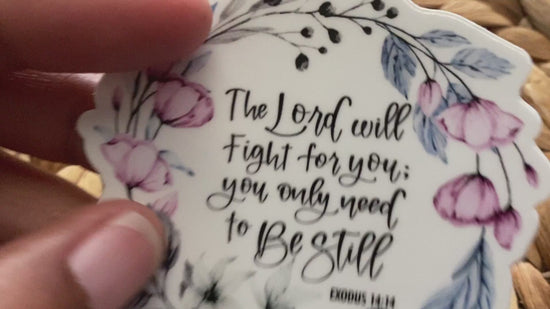 The Lord will
Fight for you;
you only need
to Be Still
EXODUS 14:14